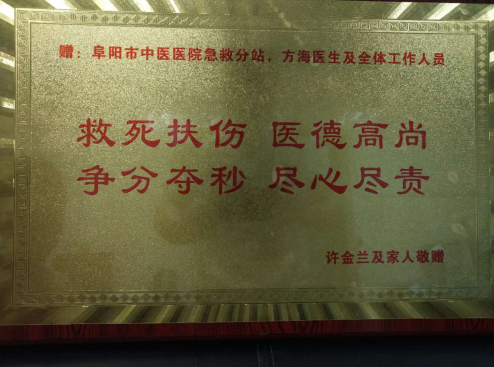 赠：阜阳市中医医院急救分站，方海医生及全体工作人员
救死扶伤 医德高尚
争分夺秒 尽心尽责
许金兰及家人敬赠